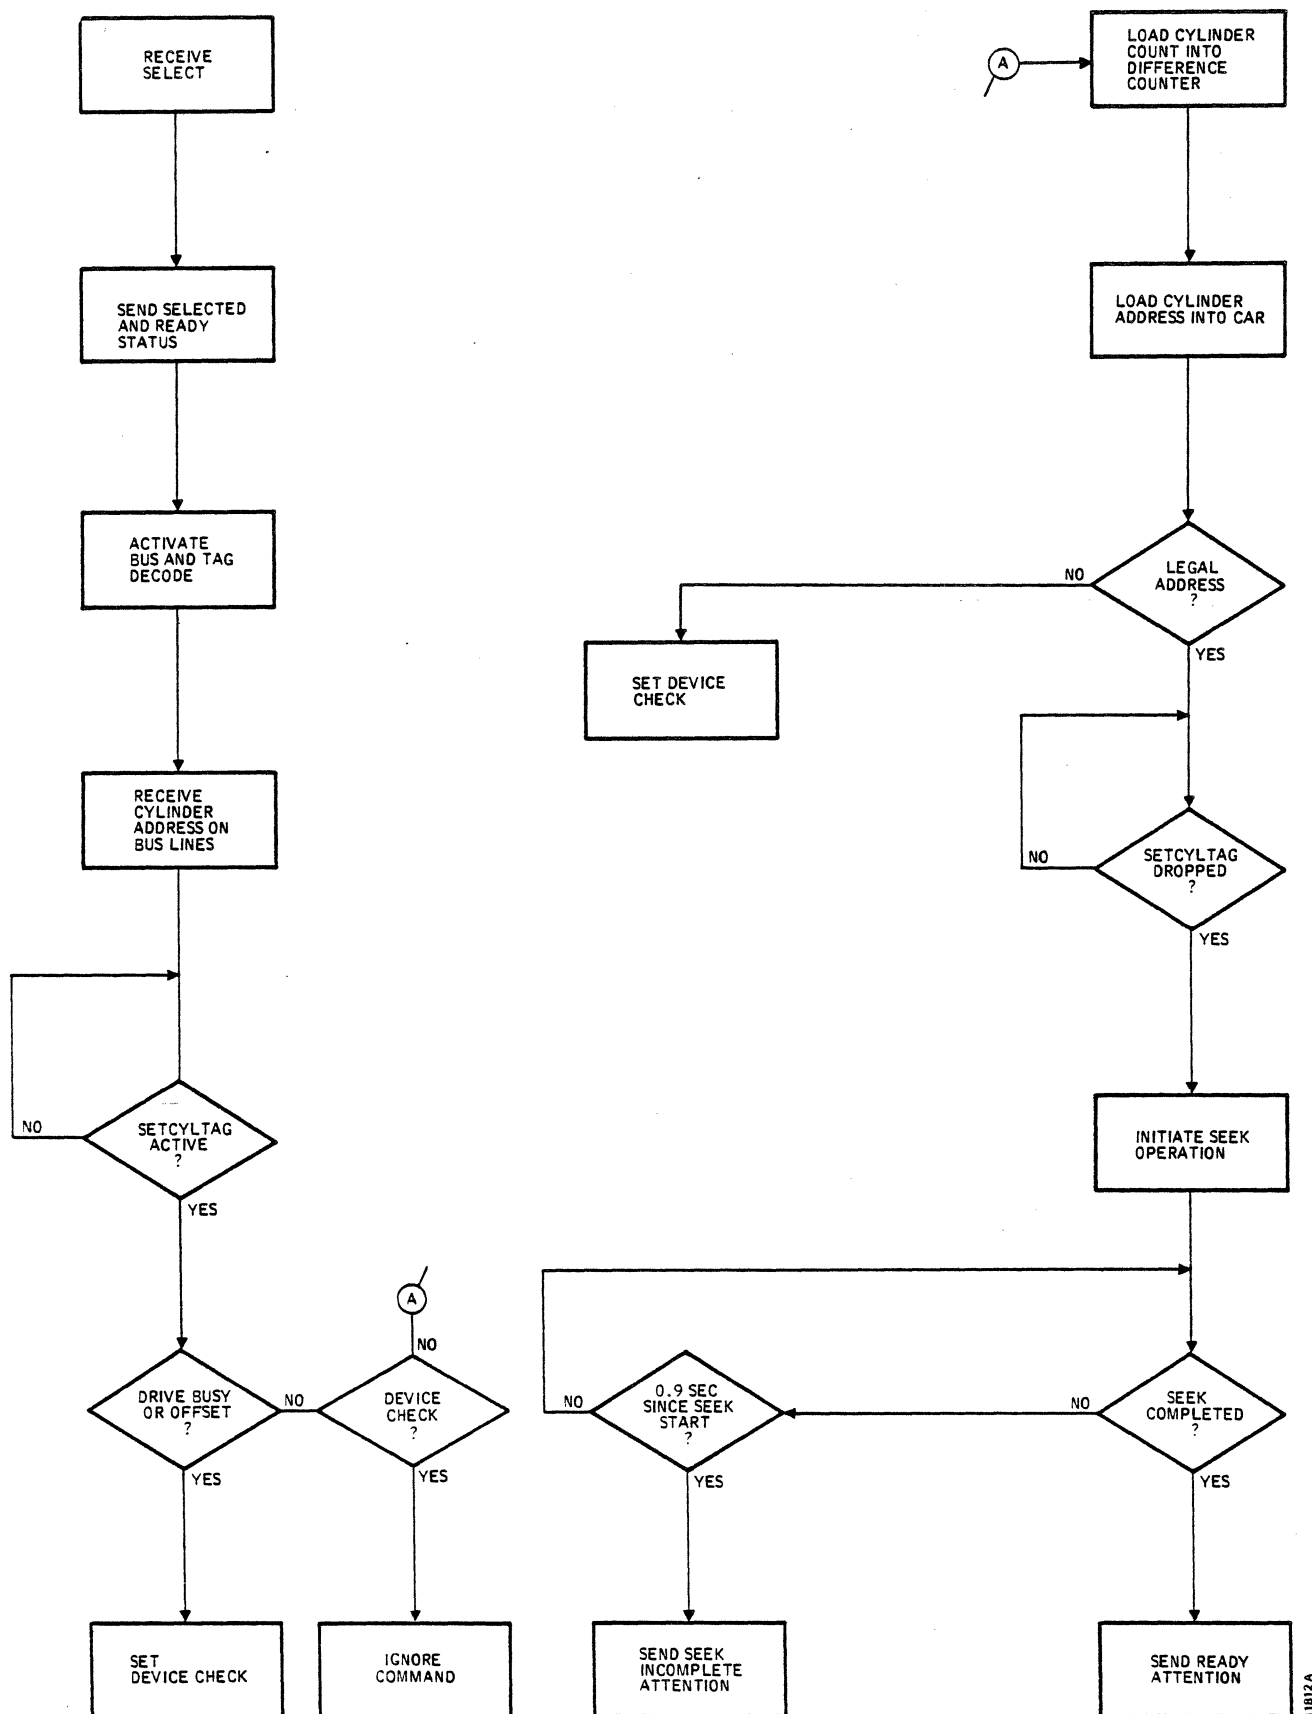 RECEIVE
SELECT
SEND SELECTED
AND READY
STATUS
ACTIVATE
BUS AND TAG
DECODE
RECEIVE
CYLINDER
ADDRESS ON
BUS LINES
NO
SETCYLTAG
ACTIVE
?
YES
DRIVE BUSY
OR OFFSET
?
NO
YES
SET
DEVICE CHECK
A
NO
DEVICE
CHECK
?
YES
IGNORE
COMMAND
A
LOAD CYLINDER
COUNT INTO
DIFFERENCE
COUNTER
LOAD CYLINDER
ADDRESS INTO CAR
LEGAL
ADDRESS
?
NO
YES
SET DEVICE
CHECK
NO
SETCYLTAG
DROPPED
?
YES
INITIATE SEEK
OPERATION
SEEK
COMPLETED
?
NO
YES
0.9 SEC
SINCE SEEK
START
?
NO
YES
SEND SEEK
INCOMPLETE
ATTENTION
SEND READY
ATTENTION
1812A